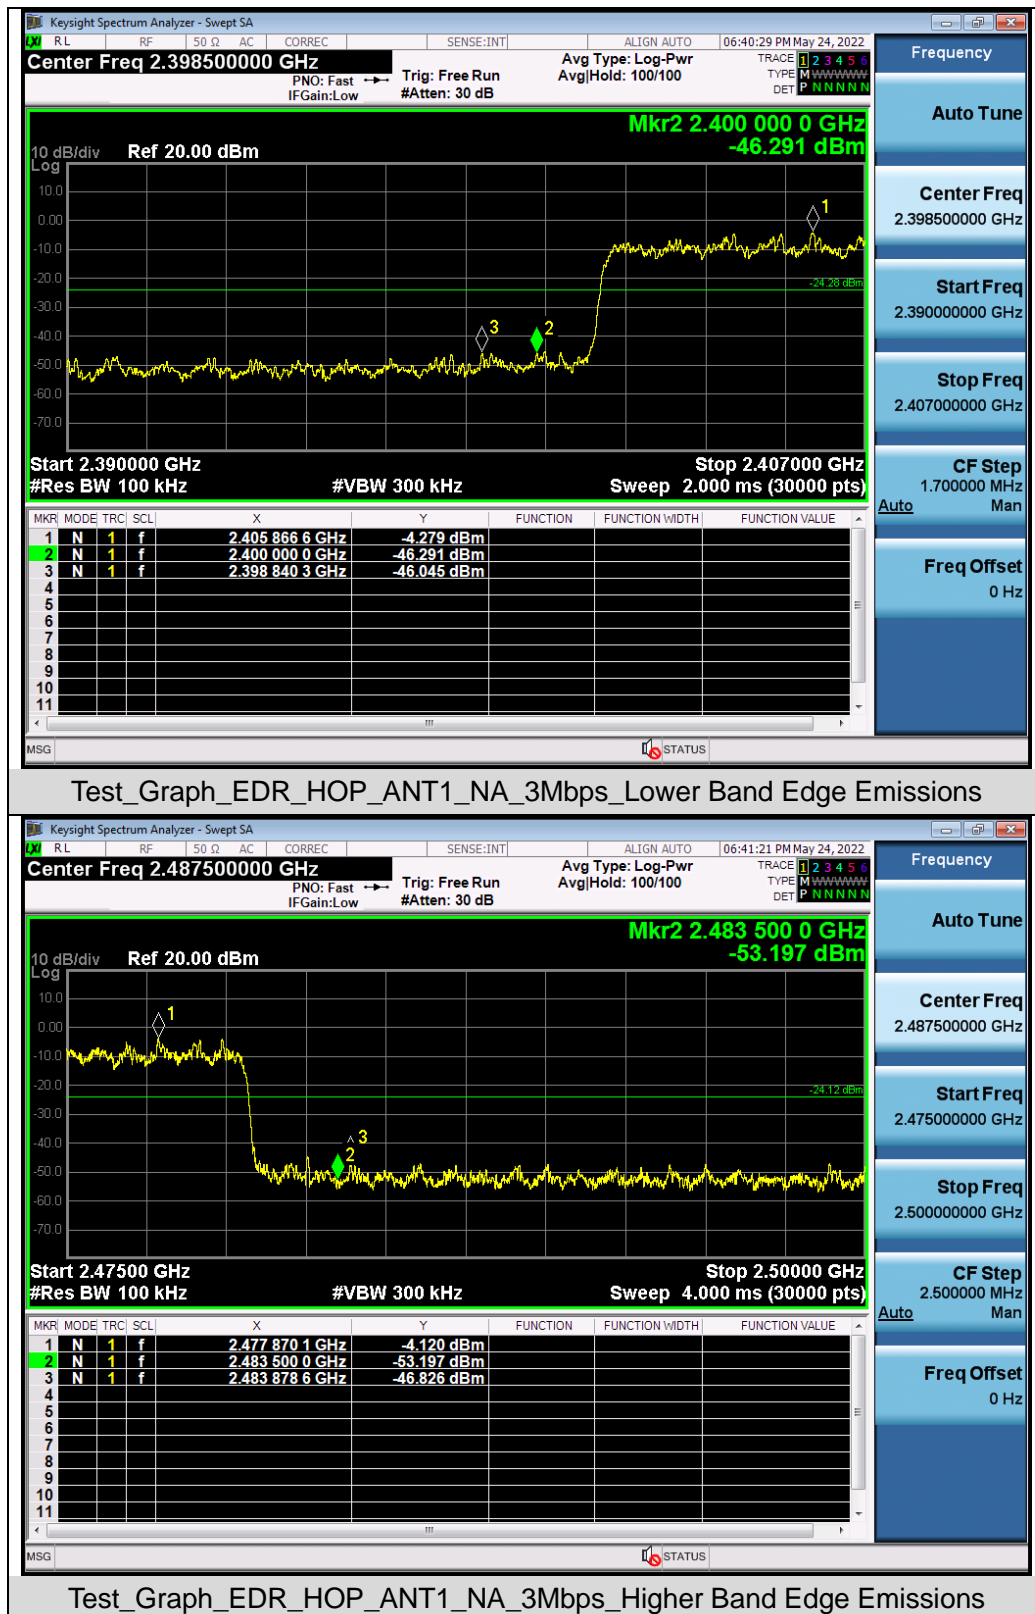 Keysight Spectrum Analyzer - Swept SA
LXI RL RF 50 Ω AC CORREC SENSE:INT ALIGN AUTO 06:40:29 PM May 24, 2022
Center Freq 2.398500000 GHz
PNO: Fast Trig: Free Run
IFGain:Low #Atten: 30 dB
Avg Type: Log-Pwr
Avg|Hold: 100/100
TRACE 1 2 3 4 5 6
TYPE M WWWWW
DET P N N N N N
Mkr2 2.400 000 0 GHz
-46.291 dBm
10 dB/div Ref 20.00 dBm
Log
10.0
0.00
-10.0
-20.0
-30.0
-40.0
-50.0
-60.0
-70.0
1
-24.28 dBm
3
2
Start 2.390000 GHz Stop 2.407000 GHz
#Res BW 100 kHz #VBW 300 kHz Sweep 2.000 ms (30000 pts)
MKR MODE TRC SCL X Y FUNCTION FUNCTION WIDTH FUNCTION VALUE
1 N 1 f 2.405 866 6 GHz -4.279 dBm
2 N 1 f 2.400 000 0 GHz -46.291 dBm
3 N 1 f 2.398 840 3 GHz -46.045 dBm
4
5
6
7
8
9
10
11
MSG STATUS
Frequency
Auto Tune
Center Freq
2.398500000 GHz
Start Freq
2.390000000 GHz
Stop Freq
2.407000000 GHz
CF Step
1.700000 MHz
Auto Man
Freq Offset
0 Hz
Test_Graph_EDR_HOP_ANT1_NA_3Mbps_Lower Band Edge Emissions
Keysight Spectrum Analyzer - Swept SA
LXI RL RF 50 Ω AC CORREC SENSE:INT ALIGN AUTO 06:41:21 PM May 24, 2022
Center Freq 2.487500000 GHz
PNO: Fast Trig: Free Run
IFGain:Low #Atten: 30 dB
Avg Type: Log-Pwr
Avg|Hold: 100/100
TRACE 1 2 3 4 5 6
TYPE M WWWWW
DET P N N N N N
Mkr2 2.483 500 0 GHz
-53.197 dBm
10 dB/div Ref 20.00 dBm
Log
10.0
0.00
-10.0
-20.0
-30.0
-40.0
-50.0
-60.0
-70.0
1
-24.12 dBm
3
2
Start 2.47500 GHz Stop 2.50000 GHz
#Res BW 100 kHz #VBW 300 kHz Sweep 4.000 ms (30000 pts)
MKR MODE TRC SCL X Y FUNCTION FUNCTION WIDTH FUNCTION VALUE
1 N 1 f 2.477 870 1 GHz -4.120 dBm
2 N 1 f 2.483 500 0 GHz -53.197 dBm
3 N 1 f 2.483 878 6 GHz -46.826 dBm
4
5
6
7
8
9
10
11
MSG STATUS
Frequency
Auto Tune
Center Freq
2.487500000 GHz
Start Freq
2.475000000 GHz
Stop Freq
2.500000000 GHz
CF Step
2.500000 MHz
Auto Man
Freq Offset
0 Hz
Test_Graph_EDR_HOP_ANT1_NA_3Mbps_Higher Band Edge Emissions